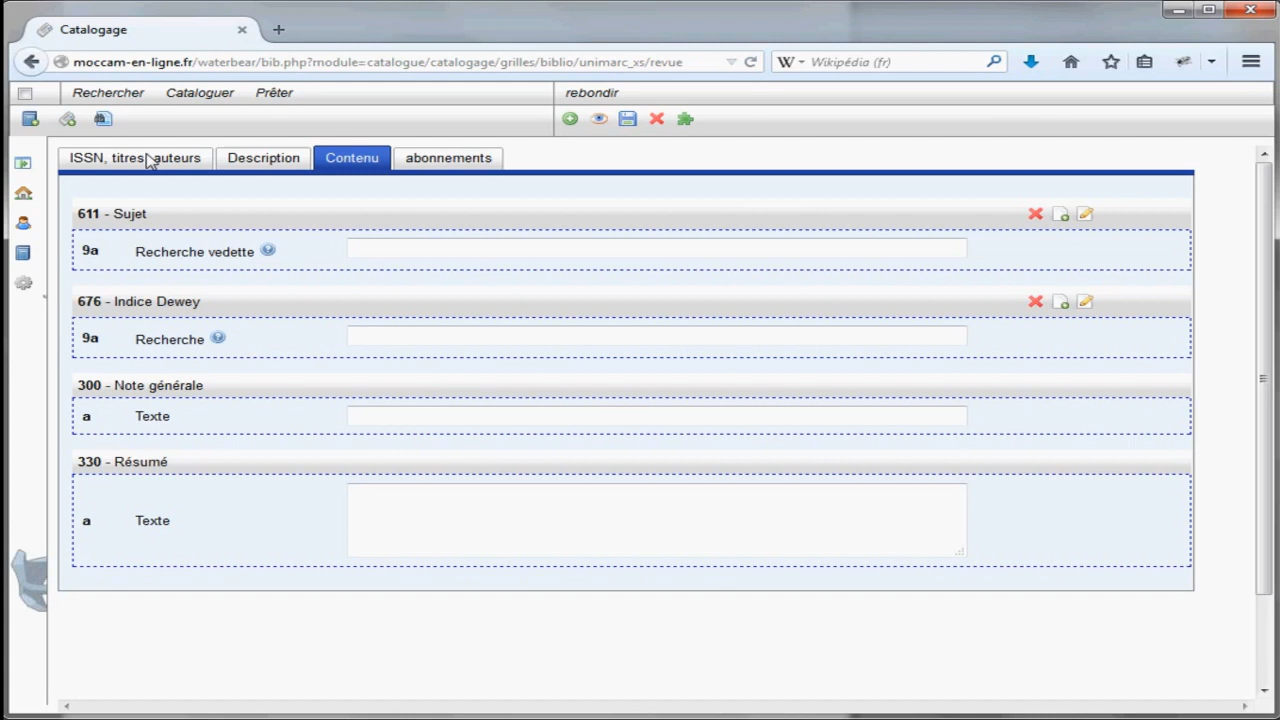 Catalogage
moccam-en-ligne.fr/waterbear/bib.php?module=catalogue/catalogage/grilles/biblio/unimarc_xs/revue
W Wikipédia (fr)
Rechercher Cataloguer Prêter rebondir
ISSN, titres, auteurs Description Contenu abonnements
611 - Sujet
9a Recherche vedette
676 - Indice Dewey
9a Recherche
300 - Note générale
a Texte
330 - Résumé
a Texte